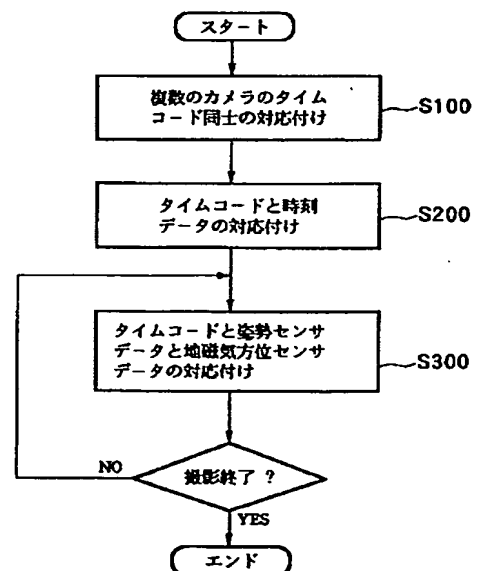 スタート
複数のカメラのタイム
コード同士の対応付け
S100
タイムコードと時刻
データの対応付け
S200
タイムコードと姿勢センサ
データと地磁気方位センサ
データの対応付け
S300
NO
撮影終了 ?
YES
エンド